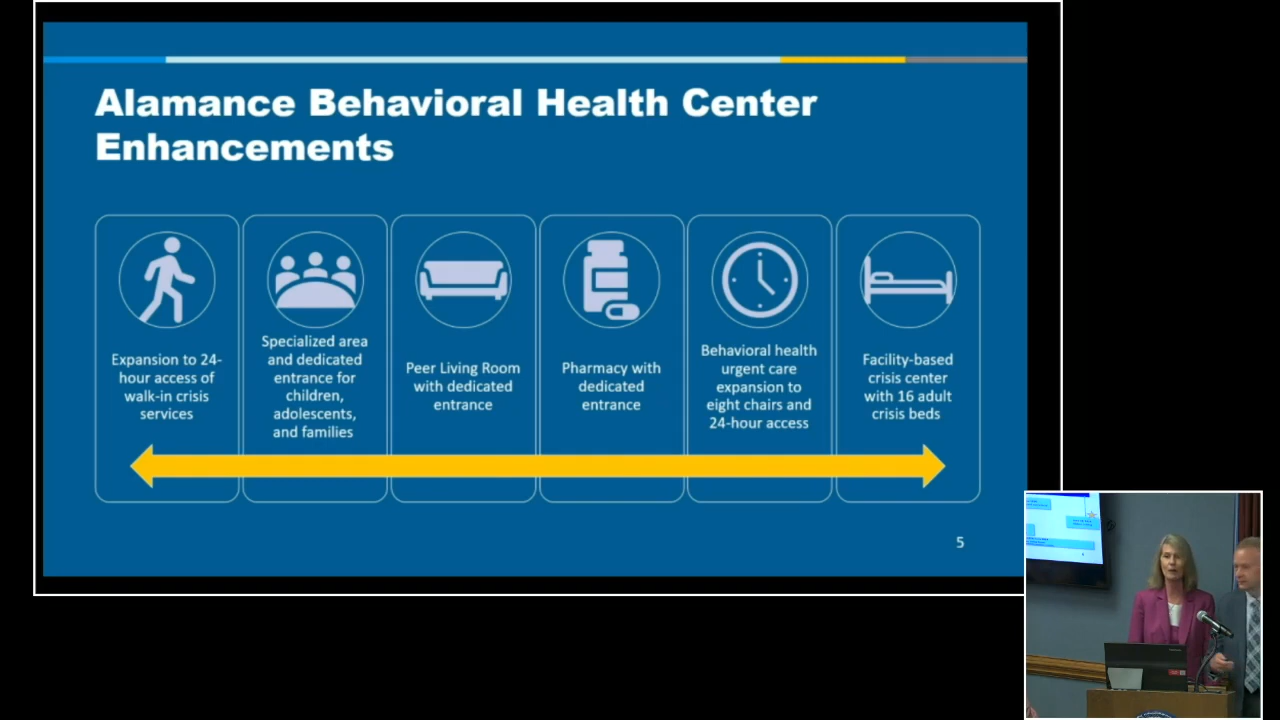 Alamance Behavioral Health Center
Enhancements
Expansion to 24-
hour access of
walk-in crisis
services
Specialized area
and dedicated
entrance for
children,
adolescents,
and families
Peer Living Room
with dedicated
entrance
Pharmacy with
dedicated
entrance
Behavioral health
urgent care
expansion to
eight chairs and
24-hour access
Facility-based
crisis center
with 16 adult
crisis beds
5